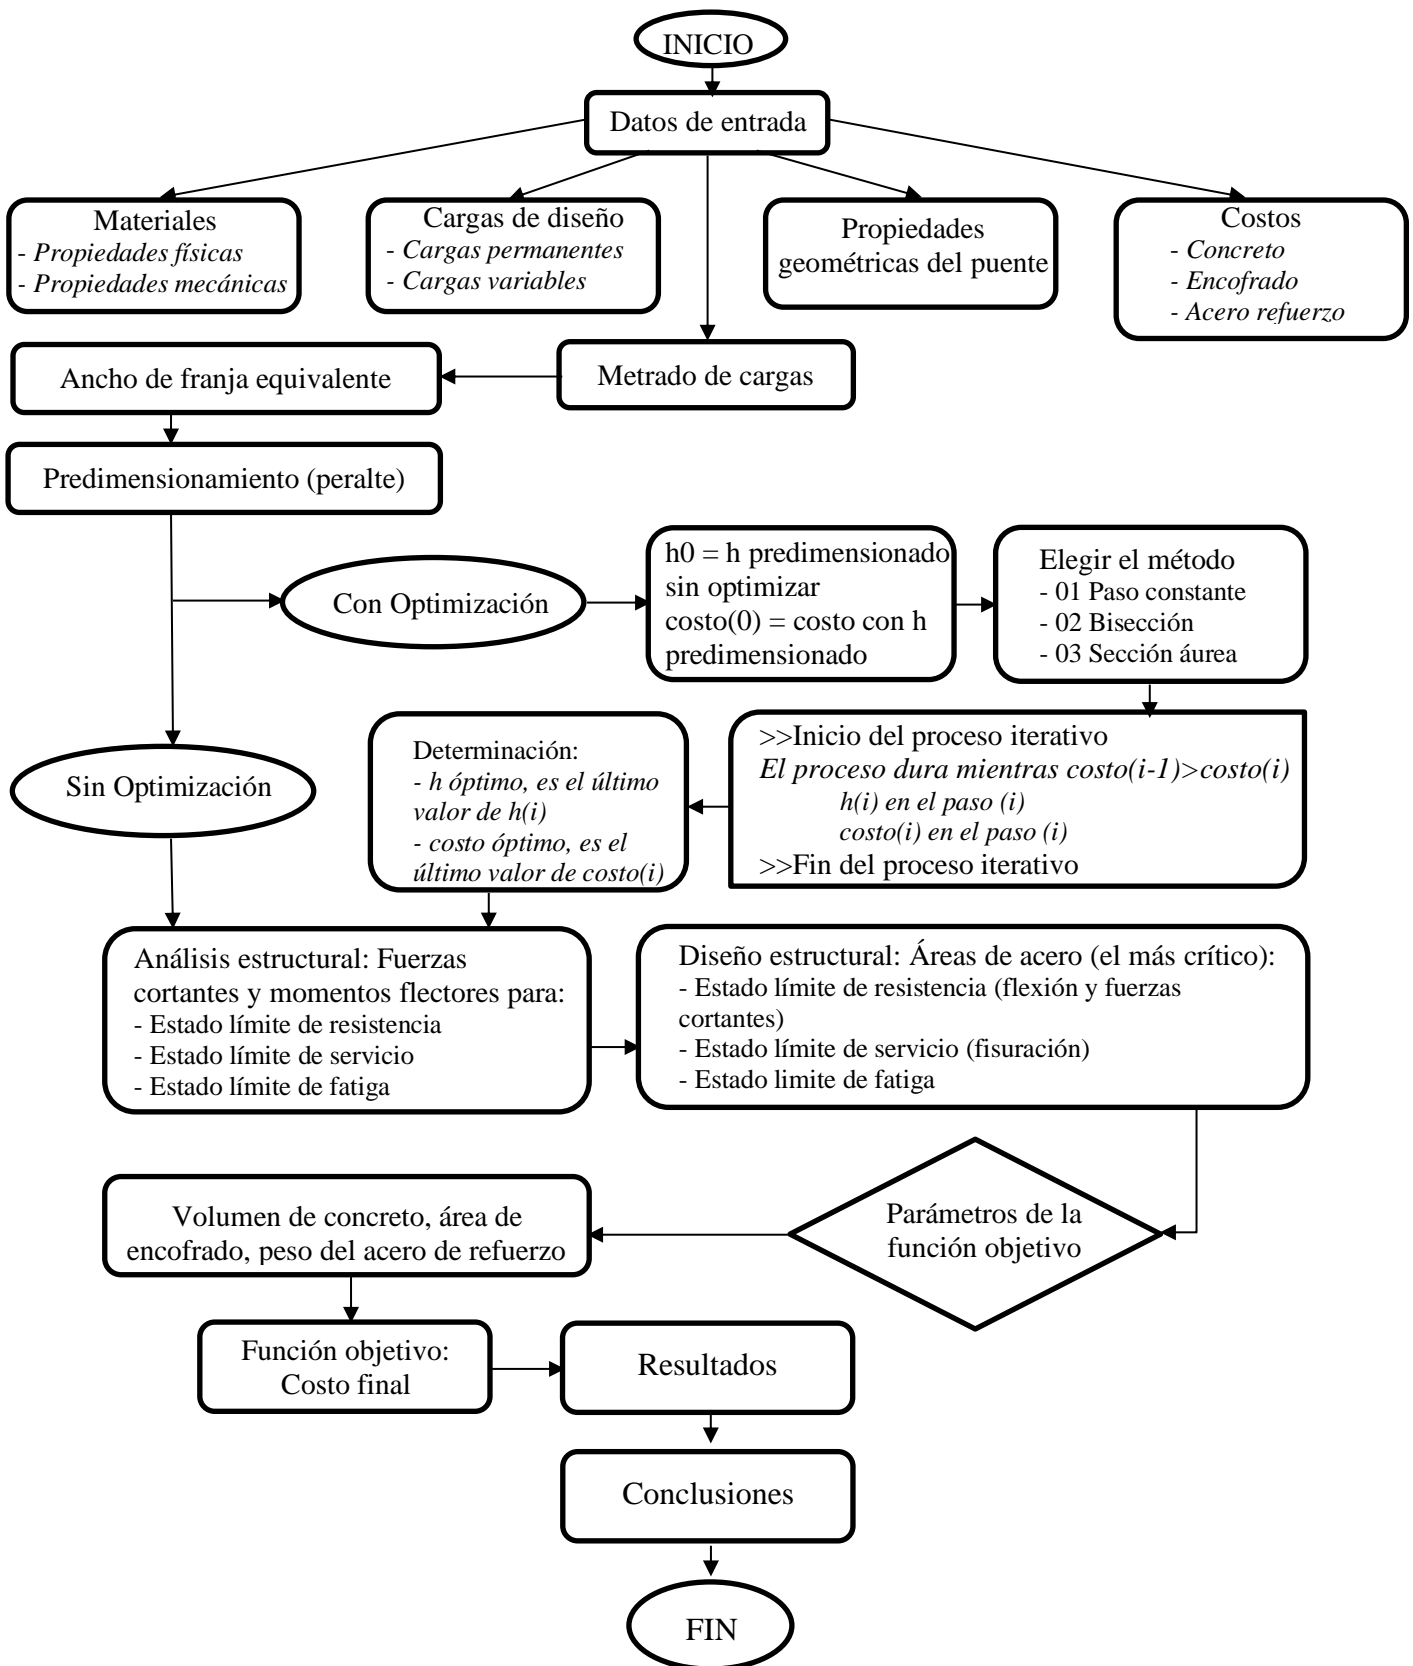 INICIO
Datos de entrada
Materiales
- Propiedades físicas
- Propiedades mecánicas
Cargas de diseño
- Cargas permanentes
- Cargas variables
Propiedades
geométricas del puente
Costos
- Concreto
- Encofrado
- Acero refuerzo
Ancho de franja equivalente
Metrado de cargas
Predimensionamiento (peralte)
Con Optimización
h0 = h predimensionado
sin optimizar
costo(0) = costo con h
predimensionado
Elegir el método
- 01 Paso constante
- 02 Bisección
- 03 Sección áurea
Sin Optimización
Determinación:
- h óptimo, es el último
valor de h(i)
- costo óptimo, es el
último valor de costo(i)
>>Inicio del proceso iterativo
El proceso dura mientras costo(i-1)>costo(i)
h(i) en el paso (i)
costo(i) en el paso (i)
>>Fin del proceso iterativo
Análisis estructural: Fuerzas
cortantes y momentos flectores para:
- Estado límite de resistencia
- Estado límite de servicio
- Estado límite de fatiga
Diseño estructural: Áreas de acero (el más crítico):
- Estado límite de resistencia (flexión y fuerzas
cortantes)
- Estado límite de servicio (fisuración)
- Estado limite de fatiga
Parámetros de la
función objetivo
Volumen de concreto, área de
encofrado, peso del acero de refuerzo
Función objetivo:
Costo final
Resultados
Conclusiones
FIN